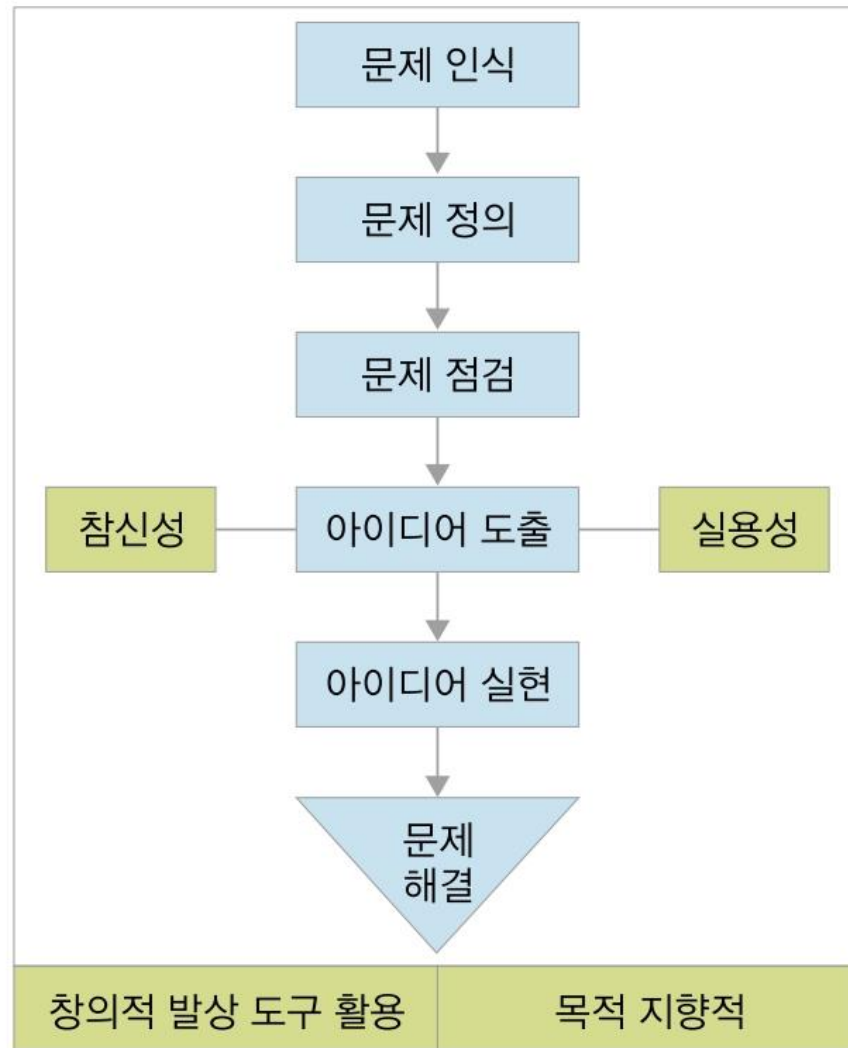 문제 인식
문제 정의
문제 점검
참신성
아이디어 도출
실용성
아이디어 실현
문제
해결
창의적 발상 도구 활용
목적 지향적